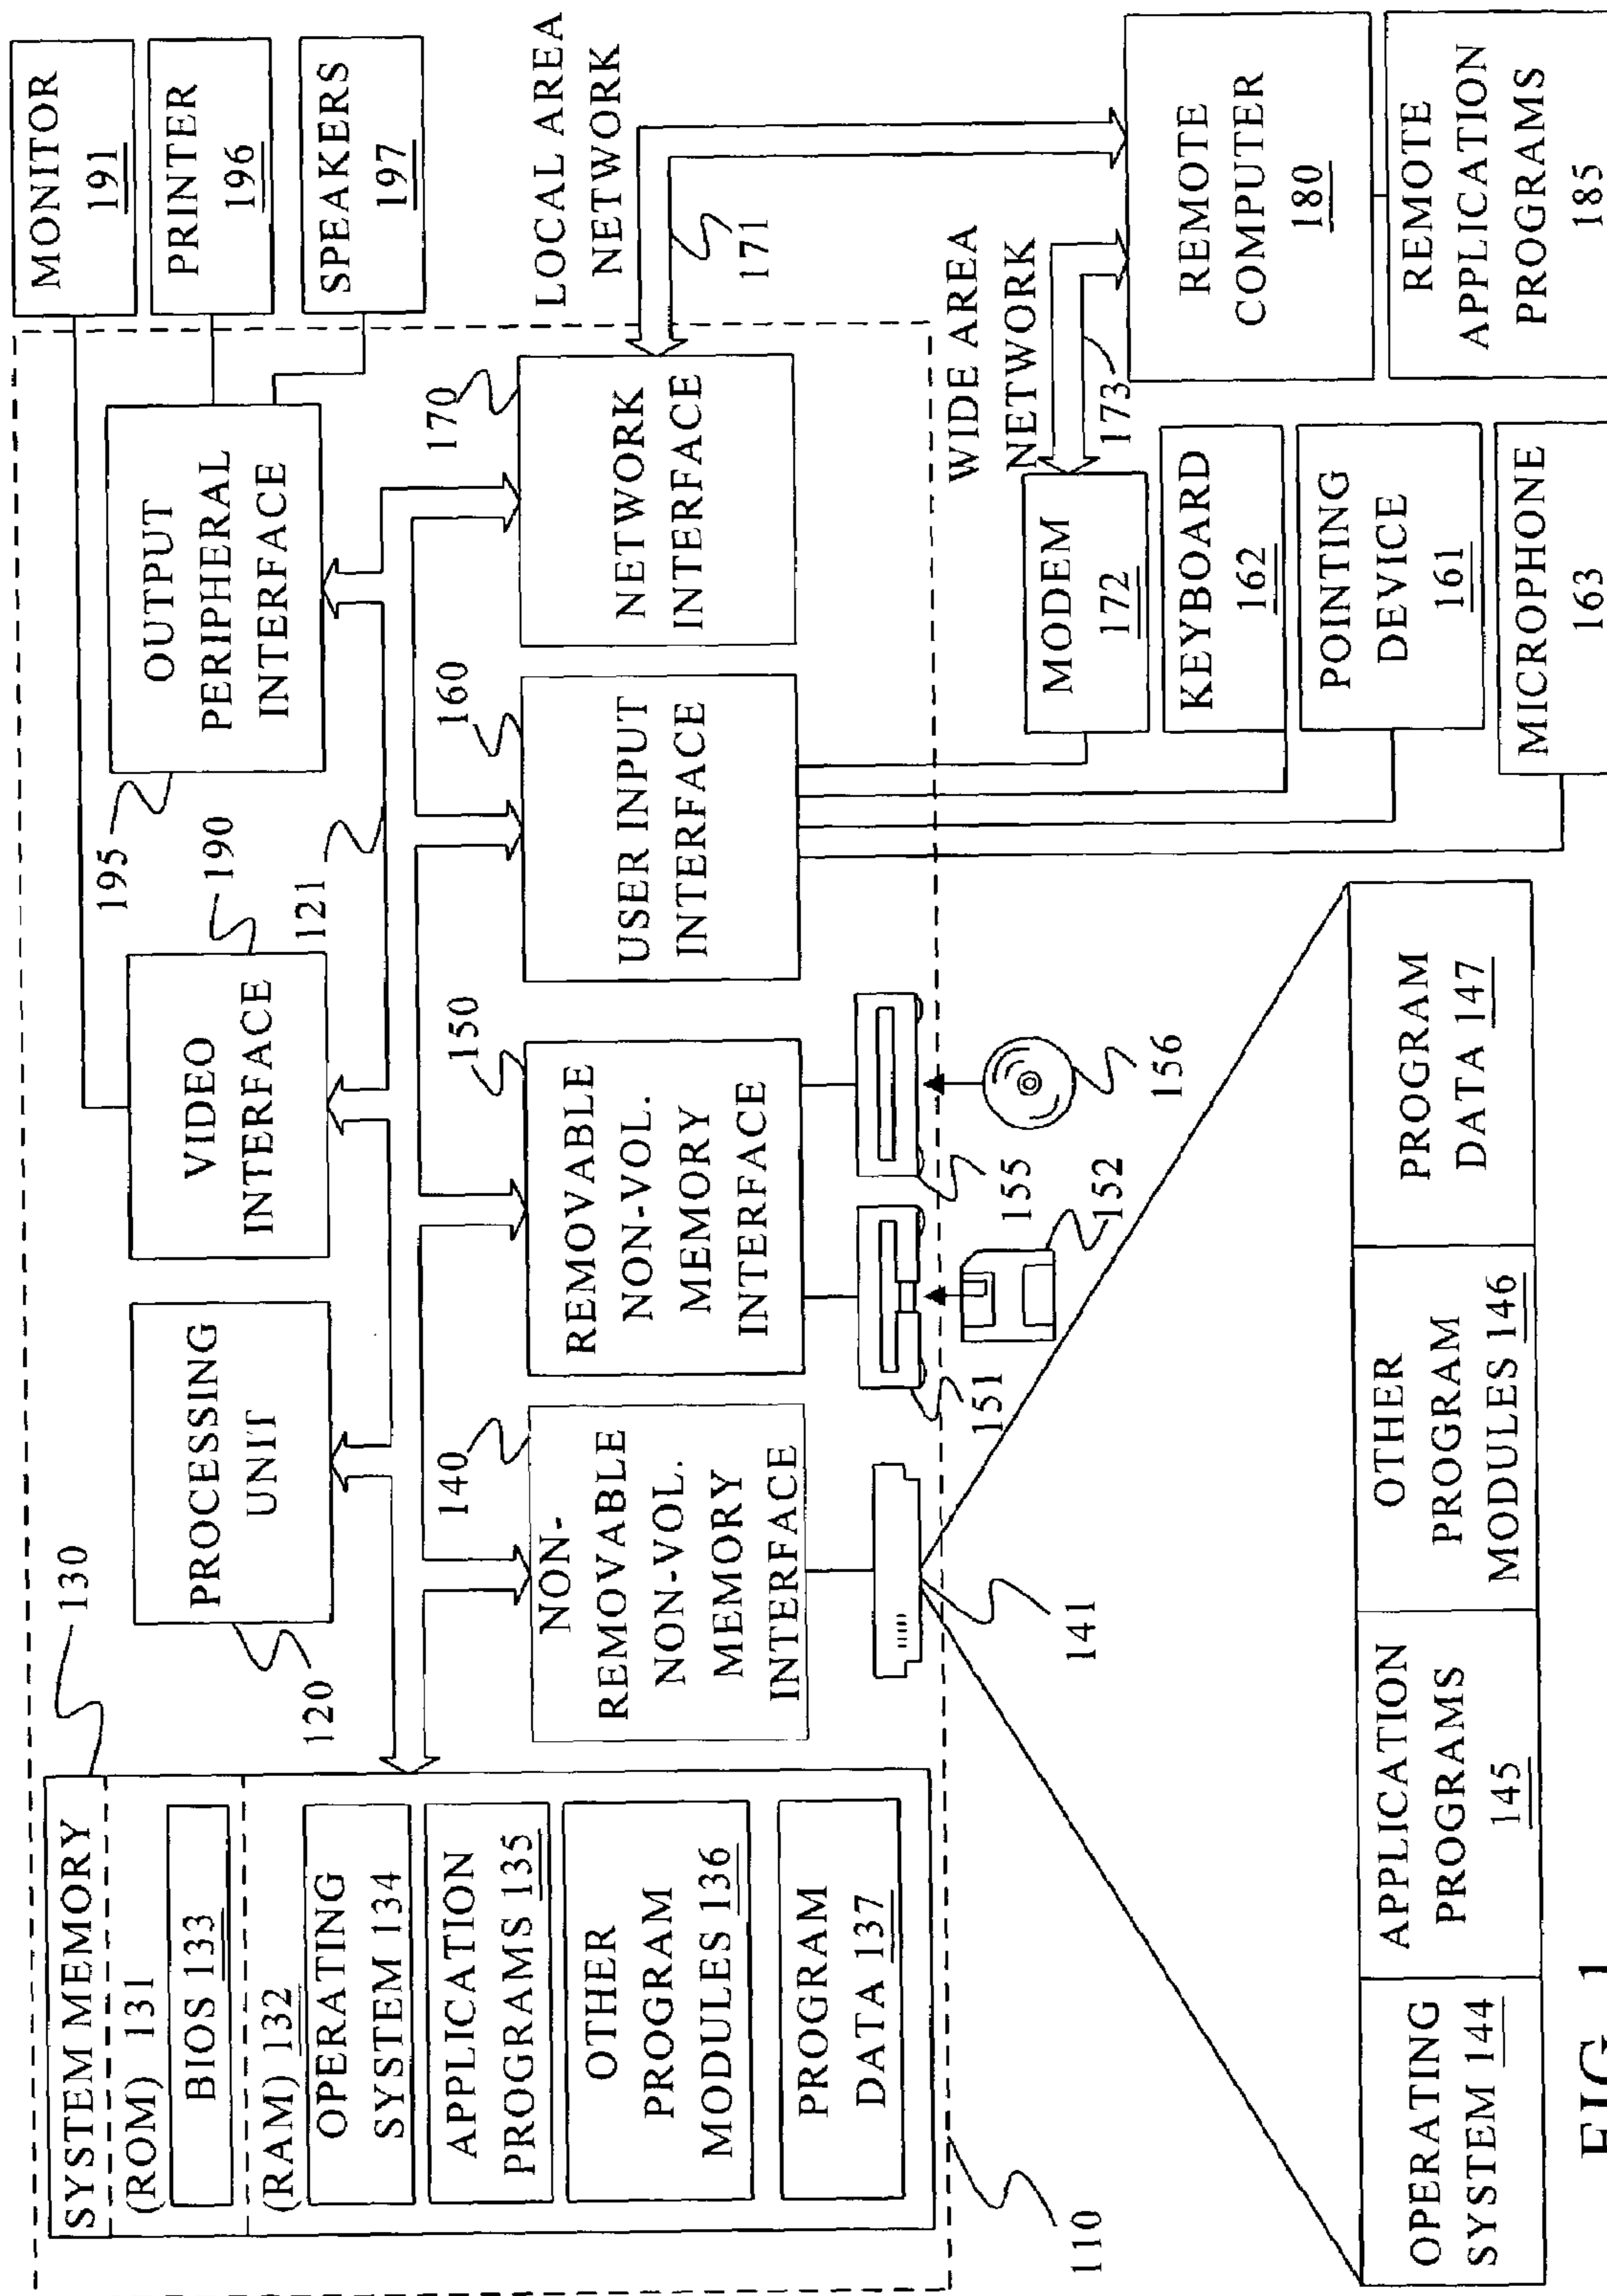 SYSTEM MEMORY
(ROM) 131
BIOS 133
(RAM) 132
OPERATING
SYSTEM 134
APPLICATION
PROGRAMS 135
OTHER
PROGRAM
MODULES 136
PROGRAM
DATA 137
130
110
PROCESSING
UNIT
120
VIDEO
INTERFACE
190
OUTPUT
PERIPHERAL
INTERFACE
195
121
MONITOR
191
PRINTER
196
SPEAKERS
197
NON-
REMOVABLE
NON-VOL.
MEMORY
INTERFACE
140
REMOVABLE
NON-VOL.
MEMORY
INTERFACE
150
USER INPUT
INTERFACE
160
NETWORK
INTERFACE
170
LOCAL AREA
NETWORK
171
WIDE AREA
NETWORK
173
141
151
152
155
156
MODEM
172
KEYBOARD
162
POINTING
DEVICE
161
MICROPHONE
163
REMOTE
COMPUTER
180
REMOTE
APPLICATION
PROGRAMS
185
OPERATING
SYSTEM 144
APPLICATION
PROGRAMS
145
OTHER
PROGRAM
MODULES 146
PROGRAM
DATA 147
FIG. 1